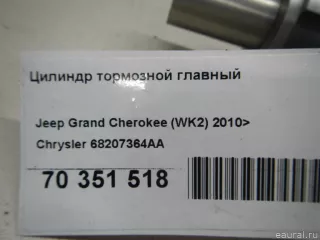 Цилиндр тормозной главный
Jeep Grand Cherokee (WK2) 2010>
Chrysler 68207364AA
70 351 518
eaural.ru